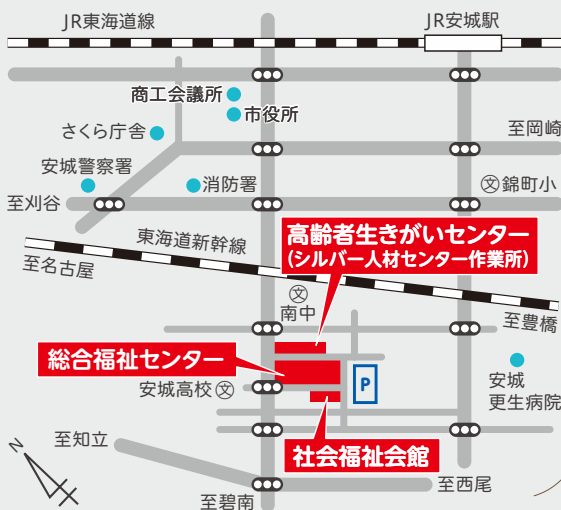 JR東海道線
JR安城駅
商工会議所
市役所
さくら庁舎
至岡崎
安城警察署
消防署
文錦町小
至刈谷
高齢者生きがいセンター
(シルバー人材センター作業所)
東海道新幹線
至名古屋
文
南中
至豊橋
総合福祉センター
P
安城高校文
安城
更生病院
社会福祉会館
至知立
至西尾
至碧南
N